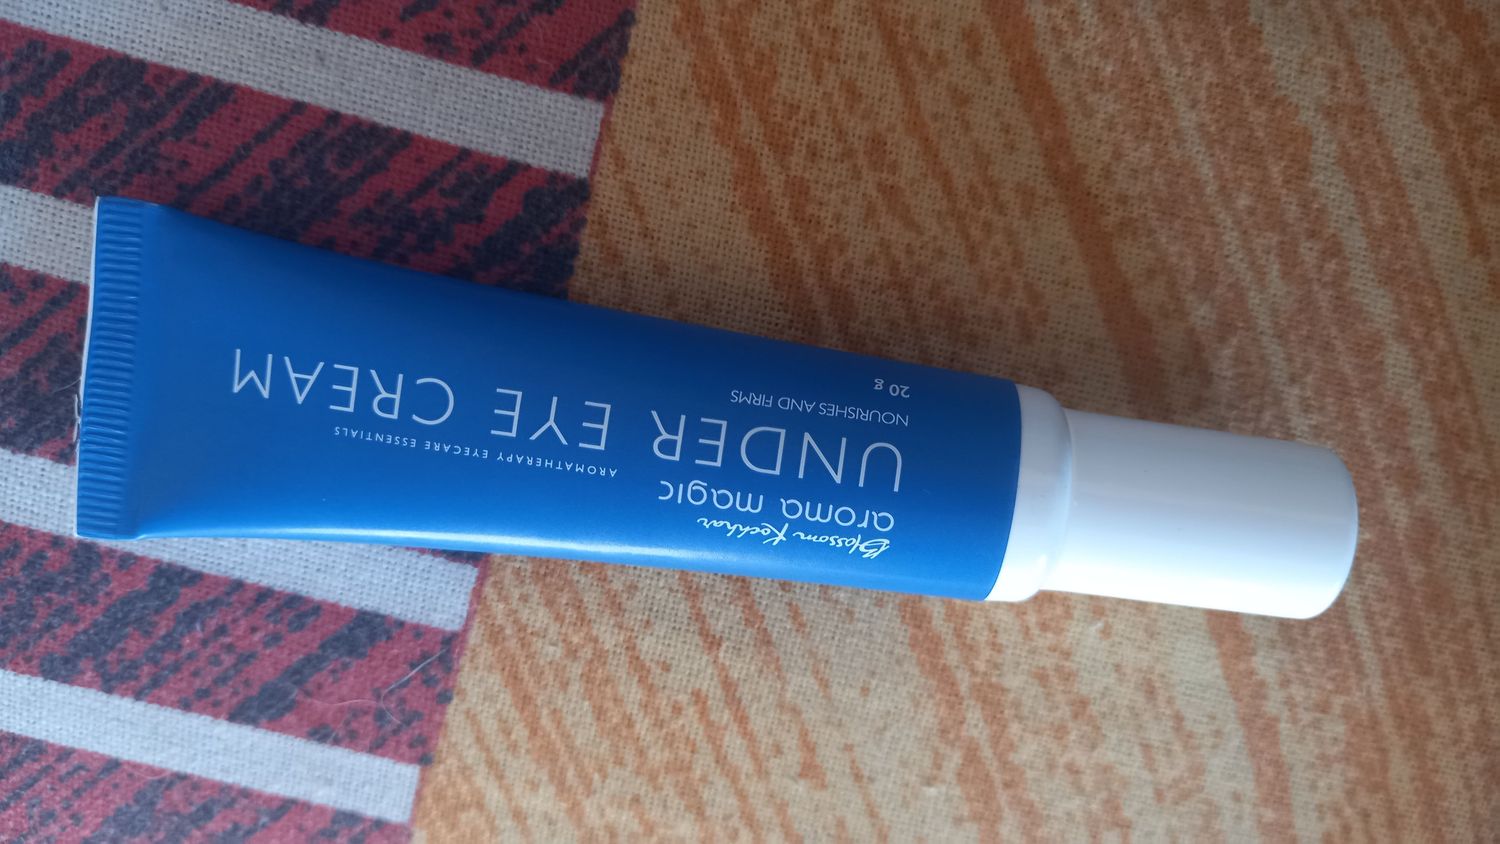 Blossom Kochhar
aroma magic
AROMATHERAPY EYECARE ESSENTIALS
UNDER EYE CREAM
NOURISHES AND FIRMS
20 g